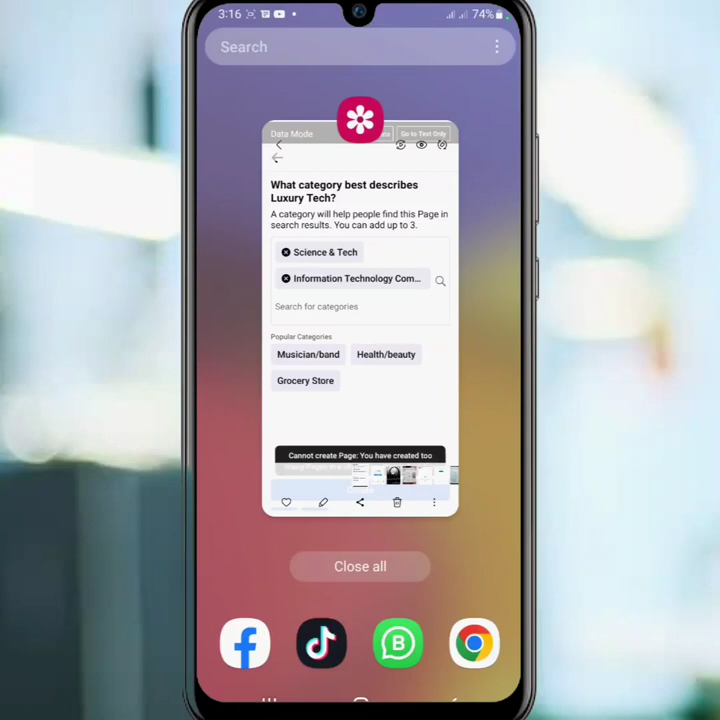 3:16
74%
Search
Data Mode
Go to Text Only
What category best describes
Luxury Tech?
A category will help people find this Page in
search results. You can add up to 3.
Science & Tech
Information Technology Com...
Search for categories
Popular Categories
Musician/band
Health/beauty
Grocery Store
Cannot create Page: You have created too
Close all